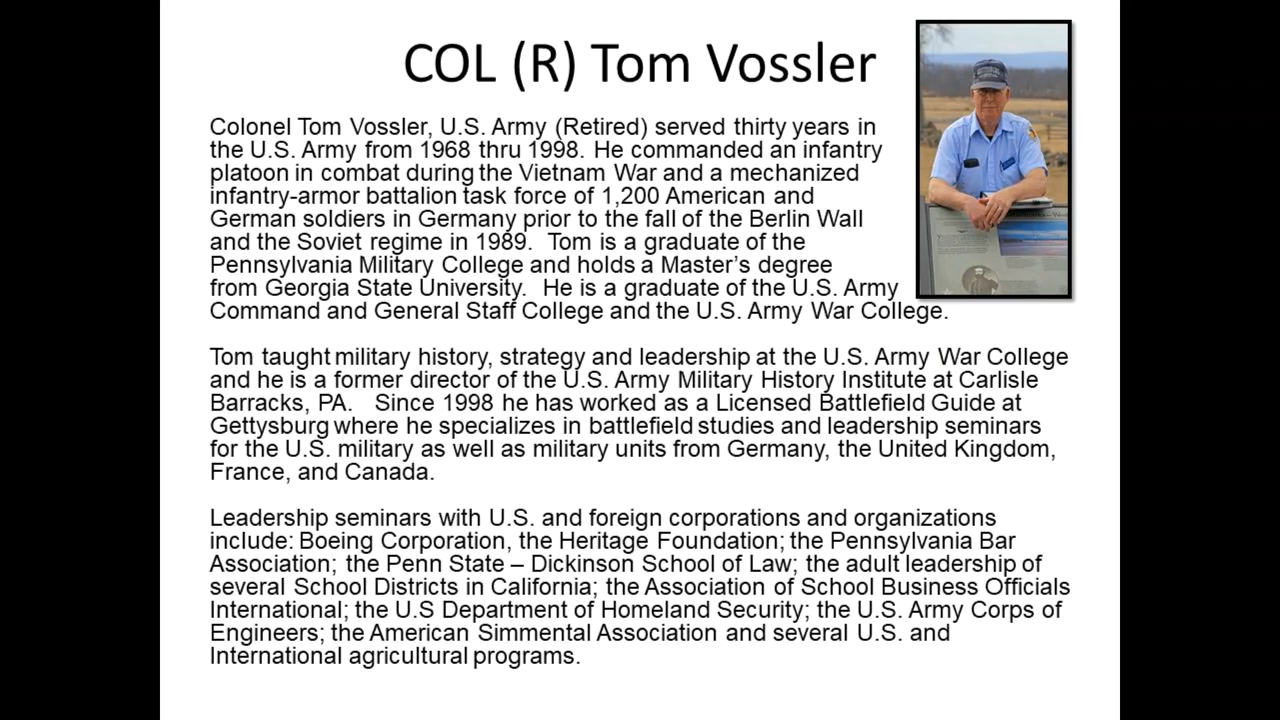 COL (R) Tom Vossler
Colonel Tom Vossler, U.S. Army (Retired) served thirty years in
the U.S. Army from 1968 thru 1998. He commanded an infantry
platoon in combat during the Vietnam War and a mechanized
infantry-armor battalion task force of 1,200 American and
German soldiers in Germany prior to the fall of the Berlin Wall
and the Soviet regime in 1989. Tom is a graduate of the
Pennsylvania Military College and holds a Master’s degree
from Georgia State University. He is a graduate of the U.S. Army
Command and General Staff College and the U.S. Army War College.
Tom taught military history, strategy and leadership at the U.S. Army War College
and he is a former director of the U.S. Army Military History Institute at Carlisle
Barracks, PA. Since 1998 he has worked as a Licensed Battlefield Guide at
Gettysburg where he specializes in battlefield studies and leadership seminars
for the U.S. military as well as military units from Germany, the United Kingdom,
France, and Canada.
Leadership seminars with U.S. and foreign corporations and organizations
include: Boeing Corporation, the Heritage Foundation; the Pennsylvania Bar
Association; the Penn State – Dickinson School of Law; the adult leadership of
several School Districts in California; the Association of School Business Officials
International; the U.S Department of Homeland Security; the U.S. Army Corps of
Engineers; the American Simmental Association and several U.S. and
International agricultural programs.